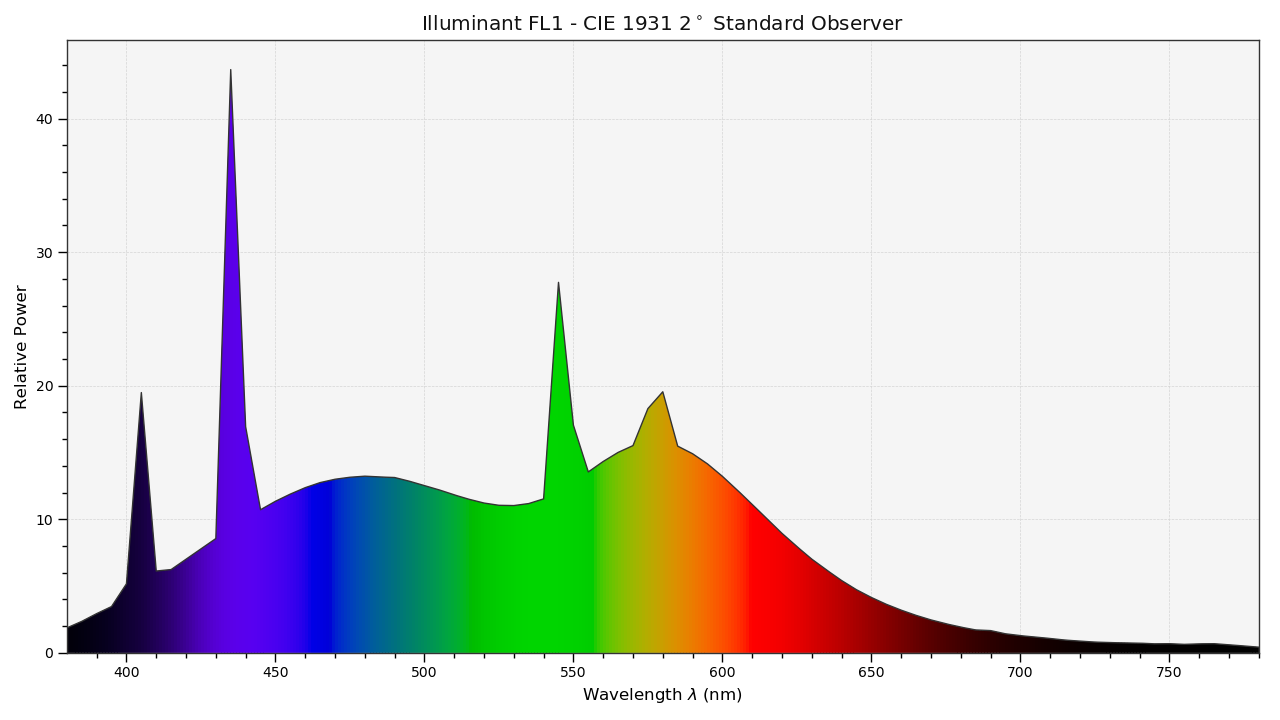 Illuminant FL1 - CIE 1931 2° Standard Observer
40
30
20
10
0
Relative Power
400 450 500 550 600 650 700 750
Wavelength λ (nm)